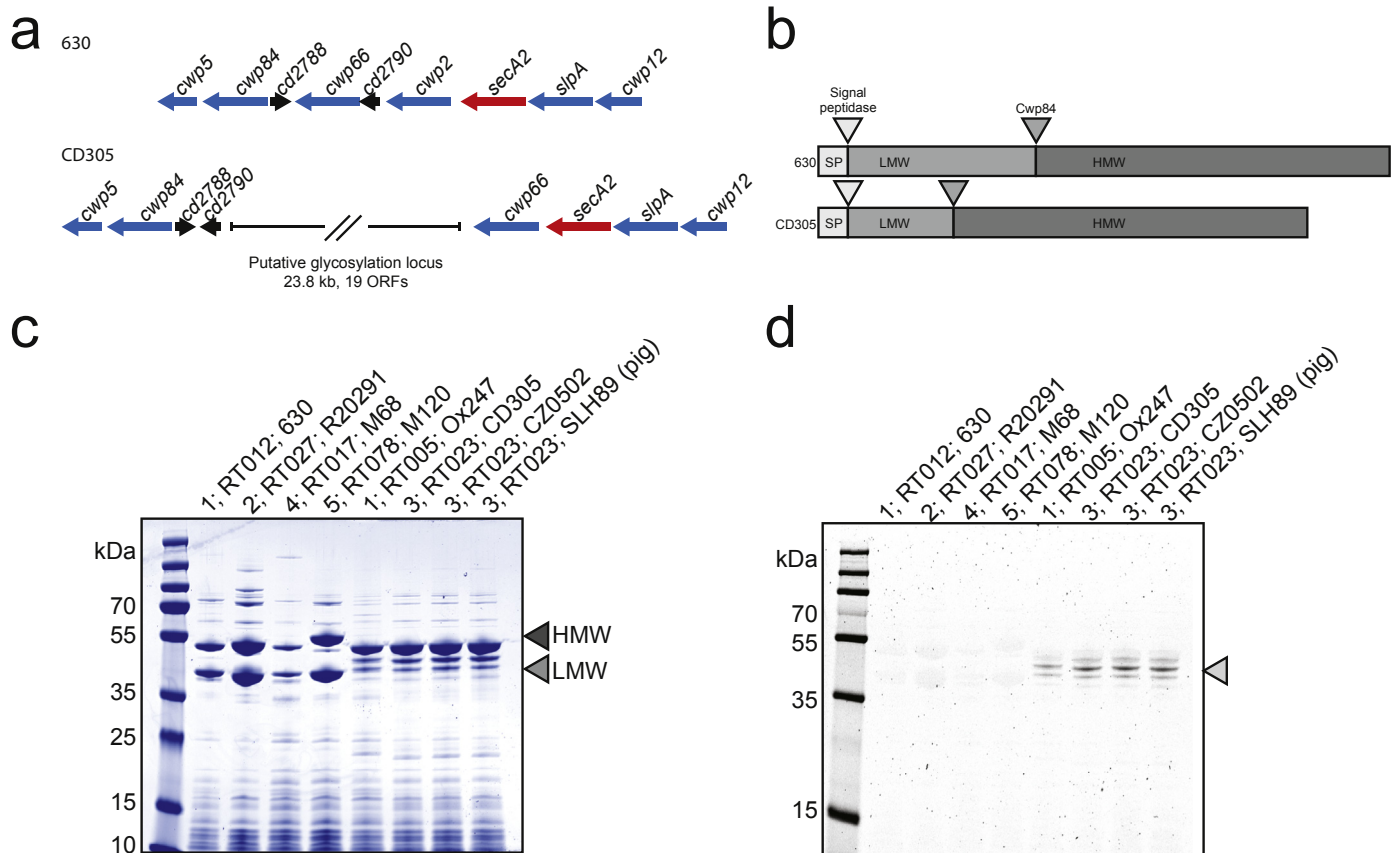 a
630
cwp5
cwp84
cd2788
cwp66
cd2790
cwp2
secA2
slpA
cwp12
CD305
cwp5
cwp84
cd2788
cd2790
cwp66
secA2
slpA
cwp12
Putative glycosylation locus
23.8 kb, 19 ORFs
b
Signal
peptidase
Cwp84
630
SP
LMW
HMW
CD305
SP
LMW
HMW
c
1; RT012; 630
2; RT027; R20291
4; RT017; M68
5; RT078; M120
1; RT005; Ox247
3; RT023; CD305
3; RT023; CZ0502
3; RT023; SLH89 (pig)
kDa
70
55
35
25
15
10
HMW
LMW
d
1; RT012; 630
2; RT027; R20291
4; RT017; M68
5; RT078; M120
1; RT005; Ox247
3; RT023; CD305
3; RT023; CZ0502
3; RT023; SLH89 (pig)
kDa
70
55
35
15